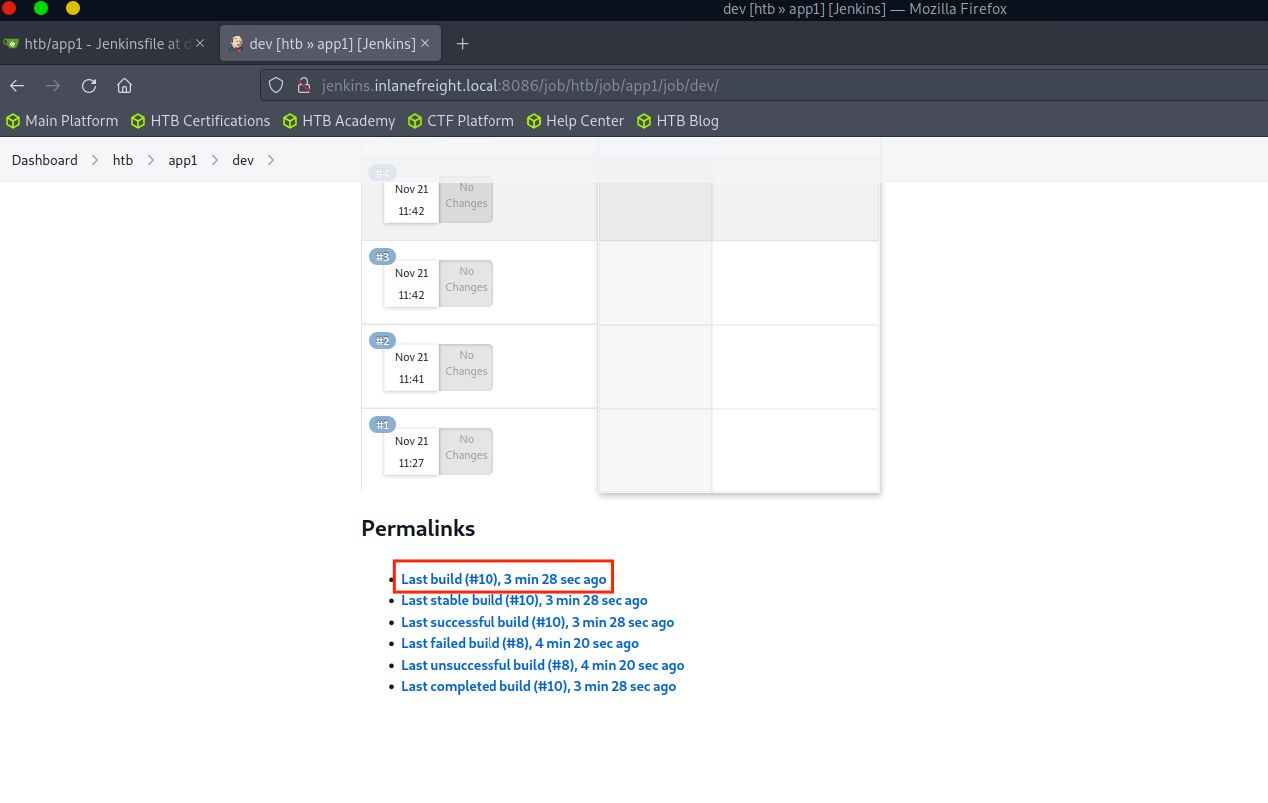 dev [htb » app1] [Jenkins] — Mozilla Firefox
htb/app1 - Jenkinsfile at d
dev [htb » app1] [Jenkins]
jenkins.inlanefreight.local:8086/job/htb/job/app1/job/dev/
Main Platform HTB Certifications HTB Academy CTF Platform Help Center HTB Blog
Dashboard htb app1 dev
#4
Nov 21
11:42
No
Changes
#3
Nov 21
11:42
No
Changes
#2
Nov 21
11:41
No
Changes
#1
Nov 21
11:27
No
Changes
Permalinks
• Last build (#10), 3 min 28 sec ago
• Last stable build (#10), 3 min 28 sec ago
• Last successful build (#10), 3 min 28 sec ago
• Last failed build (#8), 4 min 20 sec ago
• Last unsuccessful build (#8), 4 min 20 sec ago
• Last completed build (#10), 3 min 28 sec ago